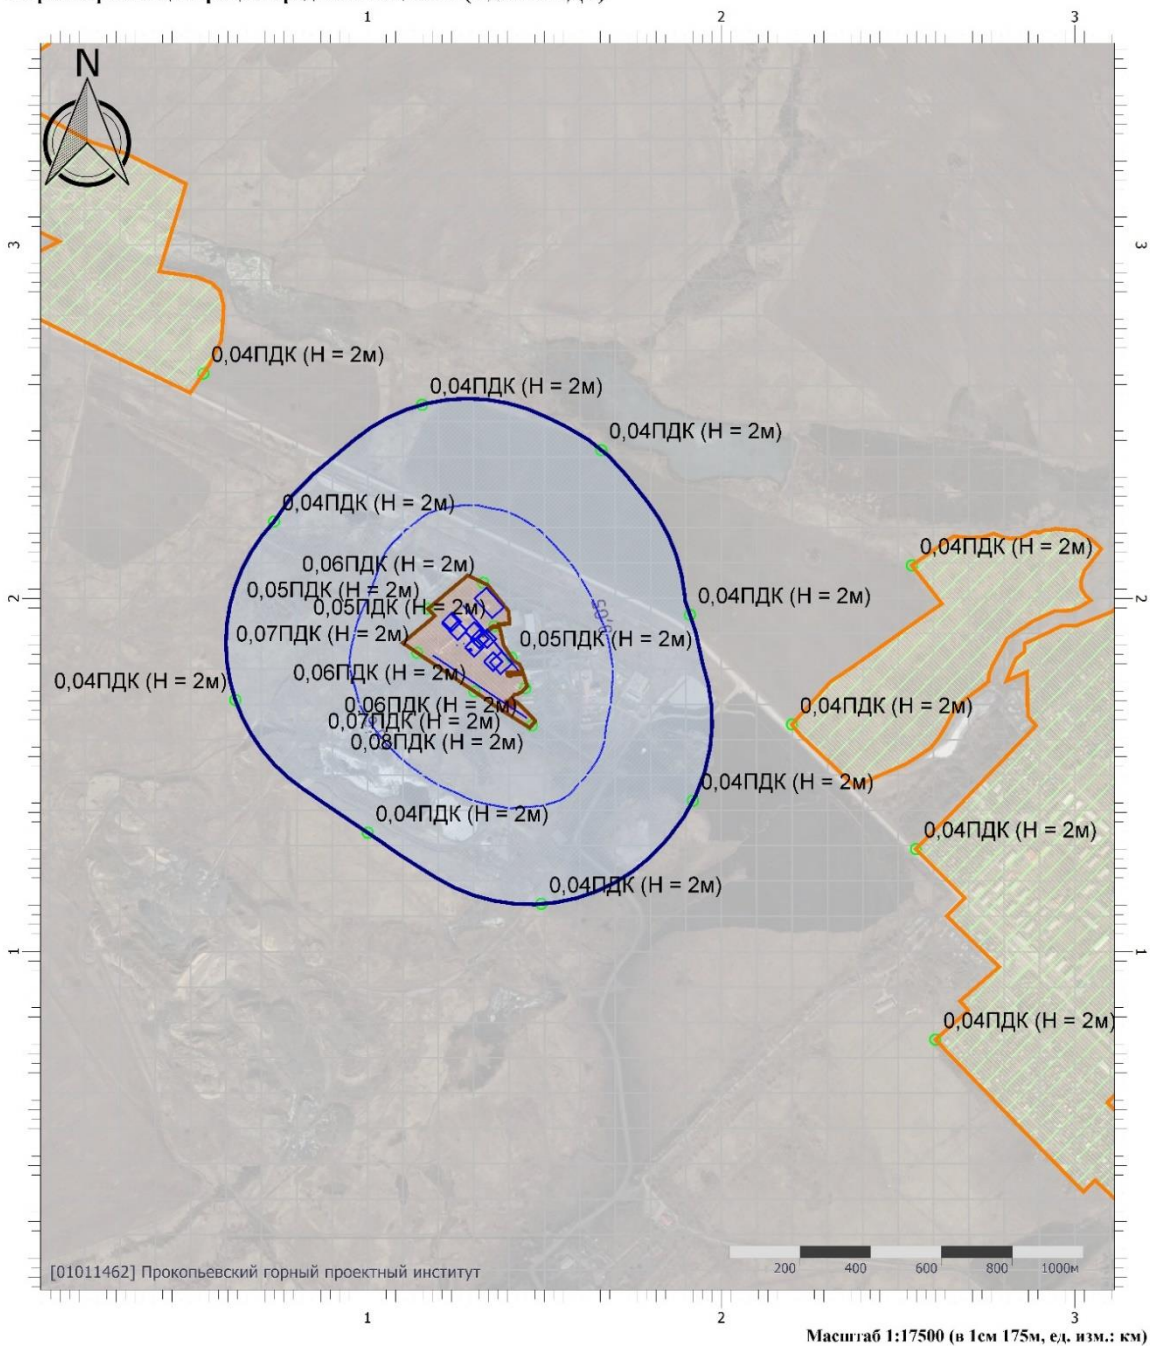 1 2 3
N
3 3
0,04ПДК (Н = 2м)
0,04ПДК (Н = 2м)
0,04ПДК (Н = 2м)
0,04ПДК (Н = 2м)
0,04ПДК (Н = 2м)
0,06ПДК (Н = 2м)
0,05ПДК (Н = 2м)
2 2
0,05ПДК (Н = 2м)
0,04ПДК (Н = 2м)
0,05
0,07ПДК (Н = 2м)
0,05ПДК (Н = 2м)
0,06ПДК (Н = 2м)
0,04ПДК (Н = 2м)
0,06ПДК (Н = 2м)
0,04ПДК (Н = 2м)
0,07ПДК (Н = 2м)
0,08ПДК (Н = 2м)
0,04ПДК (Н = 2м)
0,04ПДК (Н = 2м)
0,04ПДК (Н = 2м)
0,04ПДК (Н = 2м)
1 1
0,04ПДК (Н = 2м)
200 400 600 800 1000м
[01011462] Прокопьевский горный проектный институт
1 2 3
Масштаб 1:17500 (в 1см 175м, ед. изм.: км)